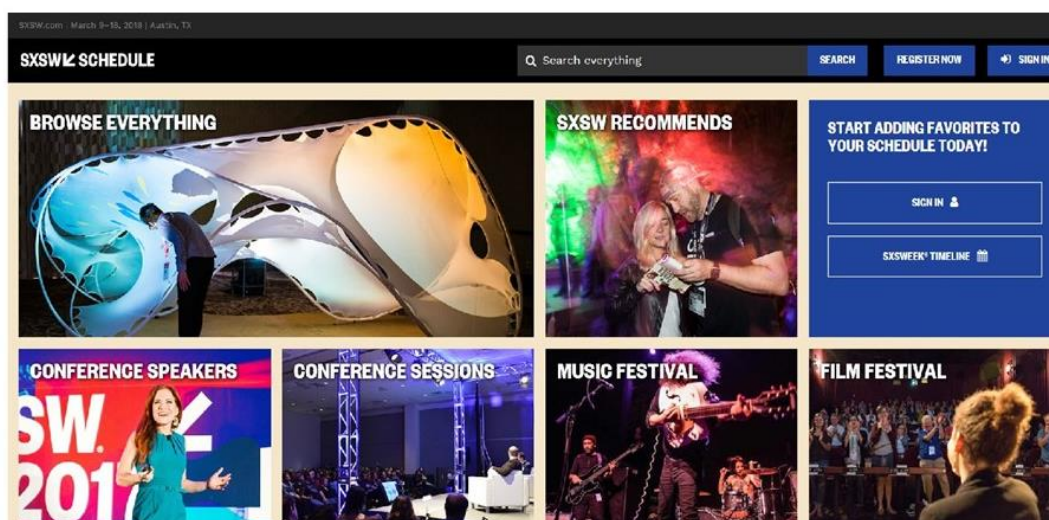 SXSW.com - March 9–18, 2018 | Austin, TX
SXSW SCHEDULE
Search everything
SEARCH
REGISTER NOW
SIGN IN
BROWSE EVERYTHING
SXSW RECOMMENDS
START ADDING FAVORITES TO
YOUR SCHEDULE TODAY!
SIGN IN
SXSWEEK® TIMELINE
CONFERENCE SPEAKERS
CONFERENCE SESSIONS
MUSIC FESTIVAL
FILM FESTIVAL
SW.
201